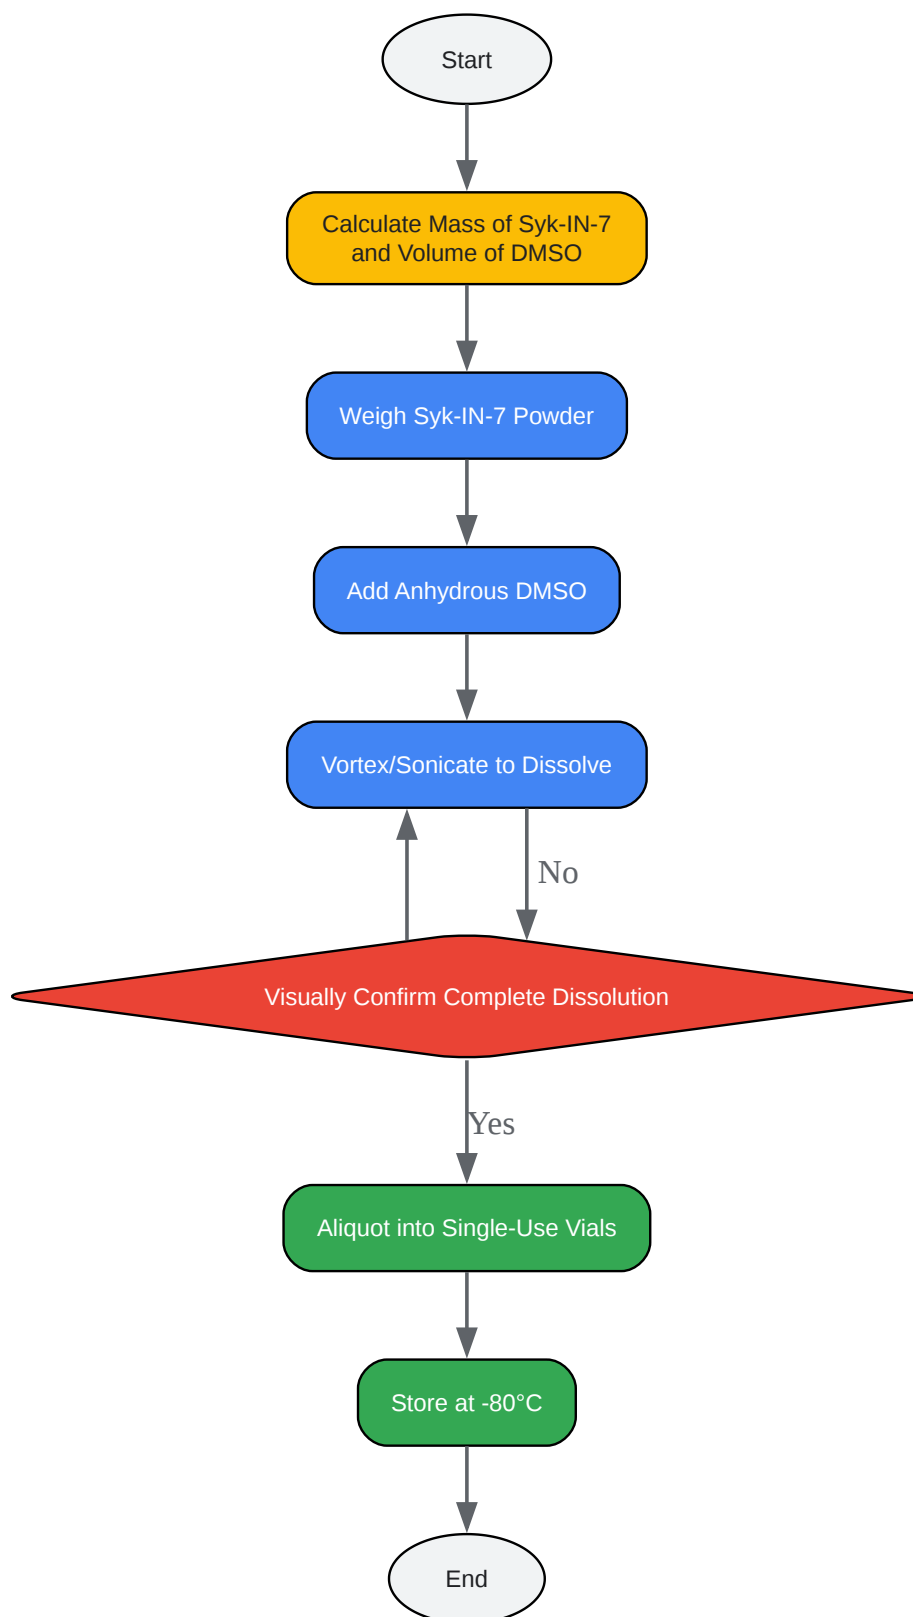 Start
Calculate Mass of Syk-IN-7
and Volume of DMSO
Weigh Syk-IN-7 Powder
Add Anhydrous DMSO
Vortex/Sonicate to Dissolve
No
Visually Confirm Complete Dissolution
Yes
Aliquot into Single-Use Vials
Store at -80°C
End